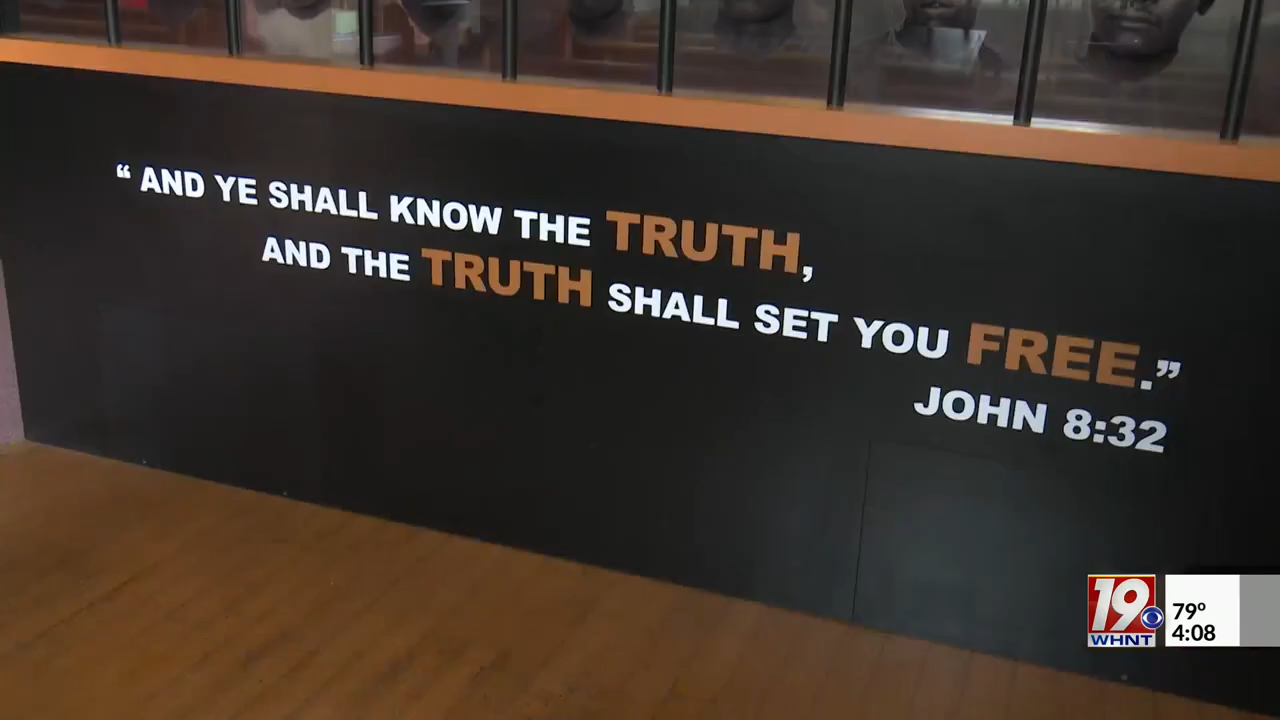 “ AND YE SHALL KNOW THE TRUTH,
AND THE TRUTH SHALL SET YOU FREE.”
JOHN 8:32
19
WHNT
79°
4:08